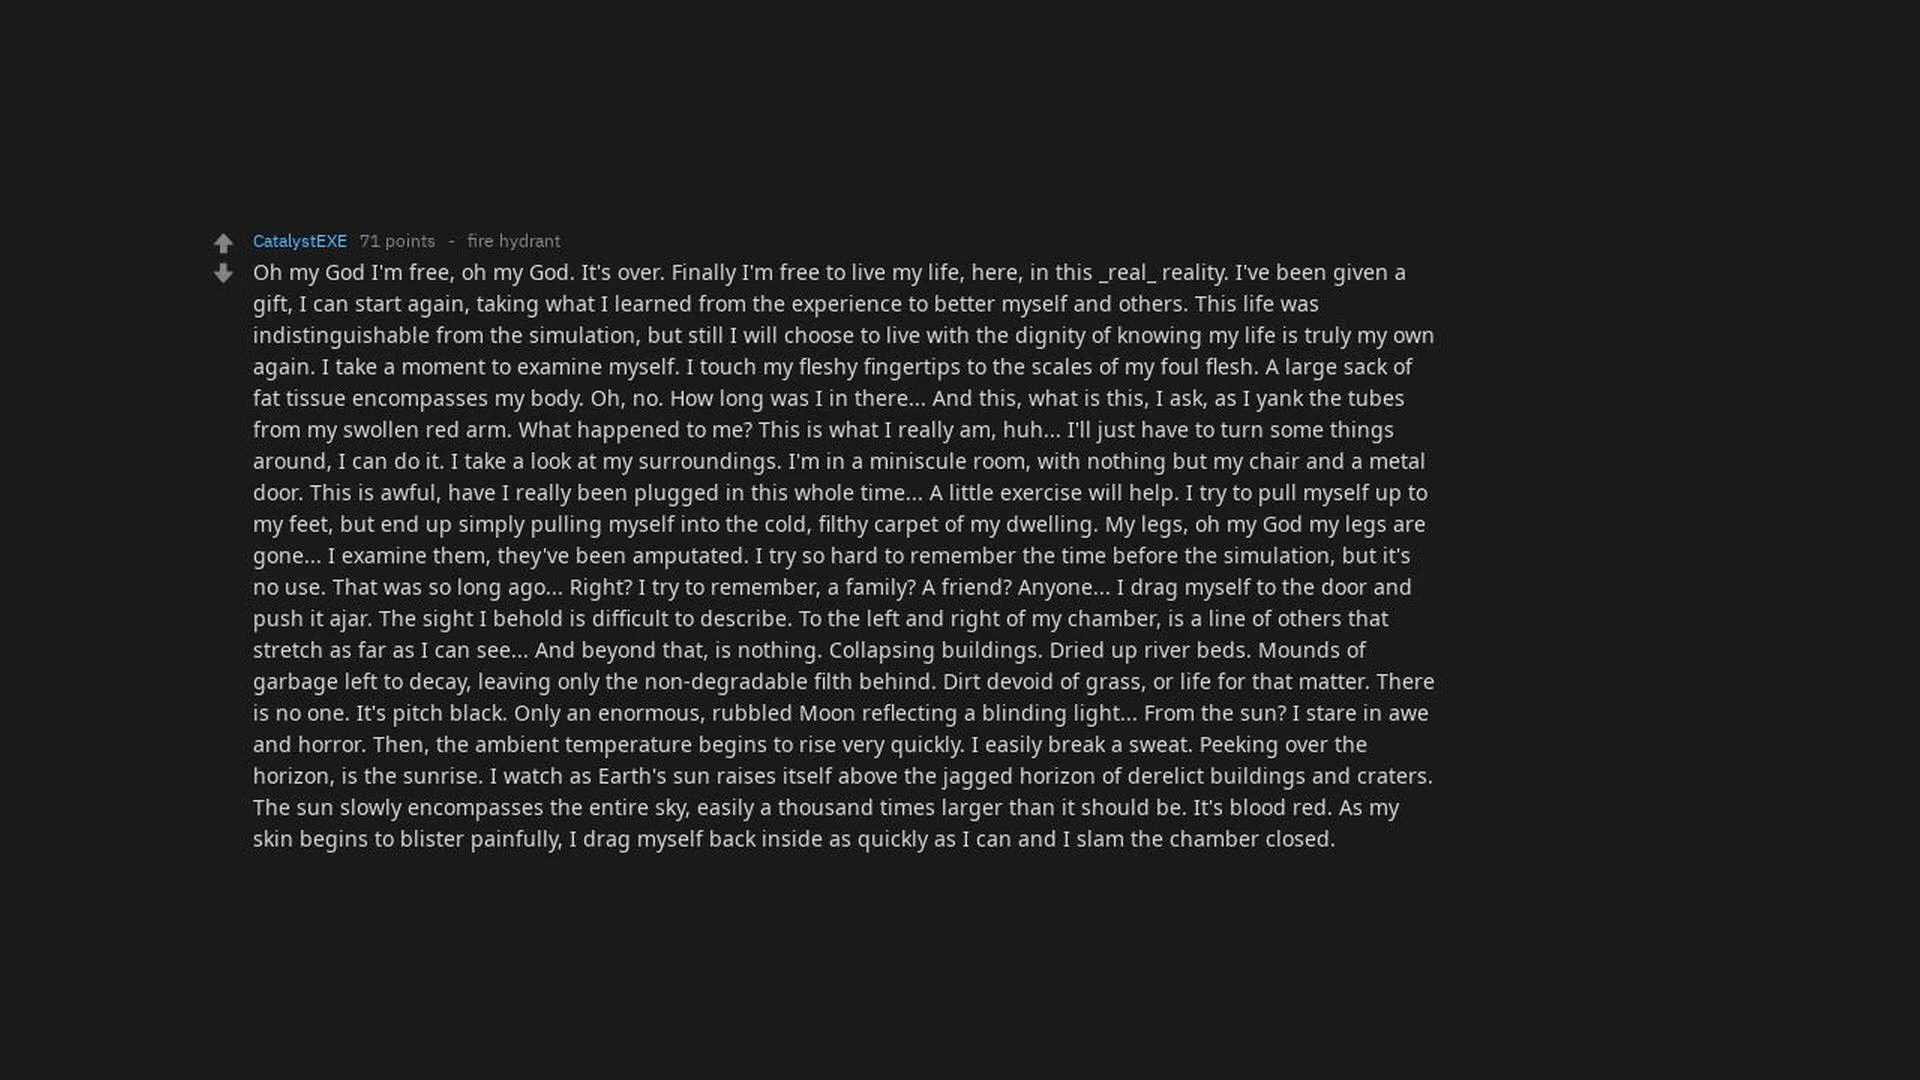 CatalystEXE 71 points - fire hydrant
Oh my God I'm free, oh my God. It's over. Finally I'm free to live my life, here, in this _real_ reality. I've been given a
gift, I can start again, taking what I learned from the experience to better myself and others. This life was
indistinguishable from the simulation, but still I will choose to live with the dignity of knowing my life is truly my own
again. I take a moment to examine myself. I touch my fleshy fingertips to the scales of my foul flesh. A large sack of
fat tissue encompasses my body. Oh, no. How long was I in there... And this, what is this, I ask, as I yank the tubes
from my swollen red arm. What happened to me? This is what I really am, huh... I'll just have to turn some things
around, I can do it. I take a look at my surroundings. I'm in a miniscule room, with nothing but my chair and a metal
door. This is awful, have I really been plugged in this whole time... A little exercise will help. I try to pull myself up to
my feet, but end up simply pulling myself into the cold, filthy carpet of my dwelling. My legs, oh my God my legs are
gone... I examine them, they've been amputated. I try so hard to remember the time before the simulation, but it's
no use. That was so long ago... Right? I try to remember, a family? A friend? Anyone... I drag myself to the door and
push it ajar. The sight I behold is difficult to describe. To the left and right of my chamber, is a line of others that
stretch as far as I can see... And beyond that, is nothing. Collapsing buildings. Dried up river beds. Mounds of
garbage left to decay, leaving only the non-degradable filth behind. Dirt devoid of grass, or life for that matter. There
is no one. It's pitch black. Only an enormous, rubbled Moon reflecting a blinding light... From the sun? I stare in awe
and horror. Then, the ambient temperature begins to rise very quickly. I easily break a sweat. Peeking over the
horizon, is the sunrise. I watch as Earth's sun raises itself above the jagged horizon of derelict buildings and craters.
The sun slowly encompasses the entire sky, easily a thousand times larger than it should be. It's blood red. As my
skin begins to blister painfully, I drag myself back inside as quickly as I can and I slam the chamber closed.